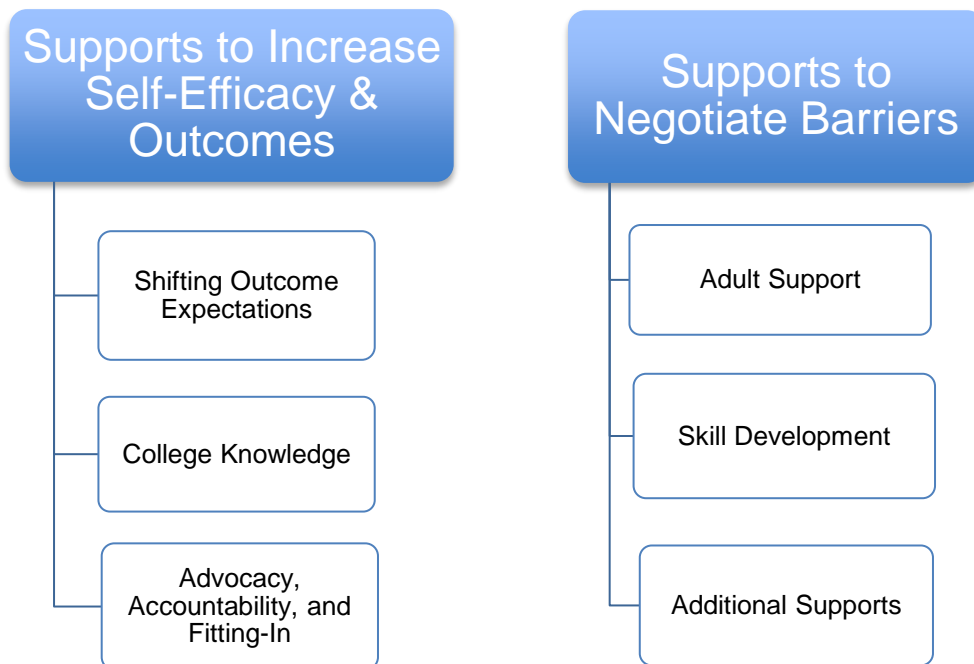 Supports to Increase
Self-Efficacy &
Outcomes
Shifting Outcome
Expectations
College Knowledge
Advocacy,
Accountability, and
Fitting-In
Supports to
Negotiate Barriers
Adult Support
Skill Development
Additional Supports